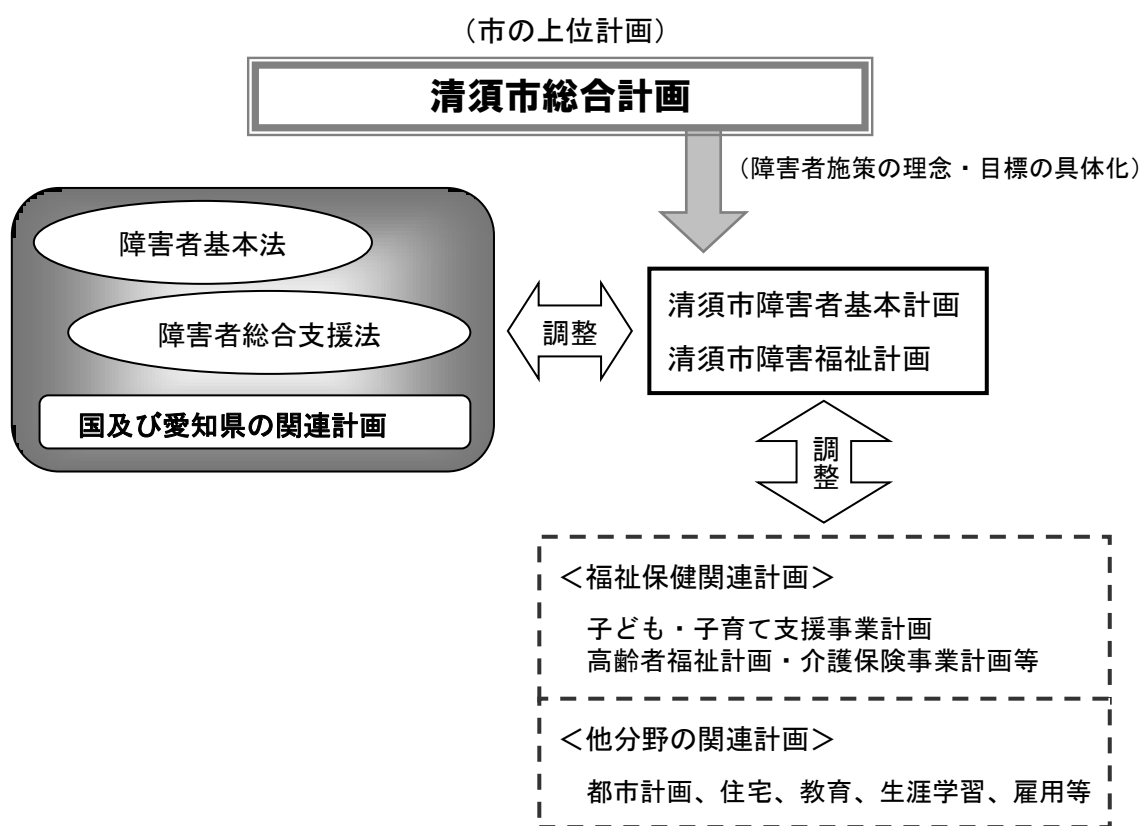 （市の上位計画）
清須市総合計画
（障害者施策の理念・目標の具体化）
障害者基本法
障害者総合支援法
国及び愛知県の関連計画
調整
清須市障害者基本計画
清須市障害福祉計画
調整
＜福祉保健関連計画＞
子ども・子育て支援事業計画
高齢者福祉計画・介護保険事業計画等
＜他分野の関連計画＞
都市計画、住宅、教育、生涯学習、雇用等